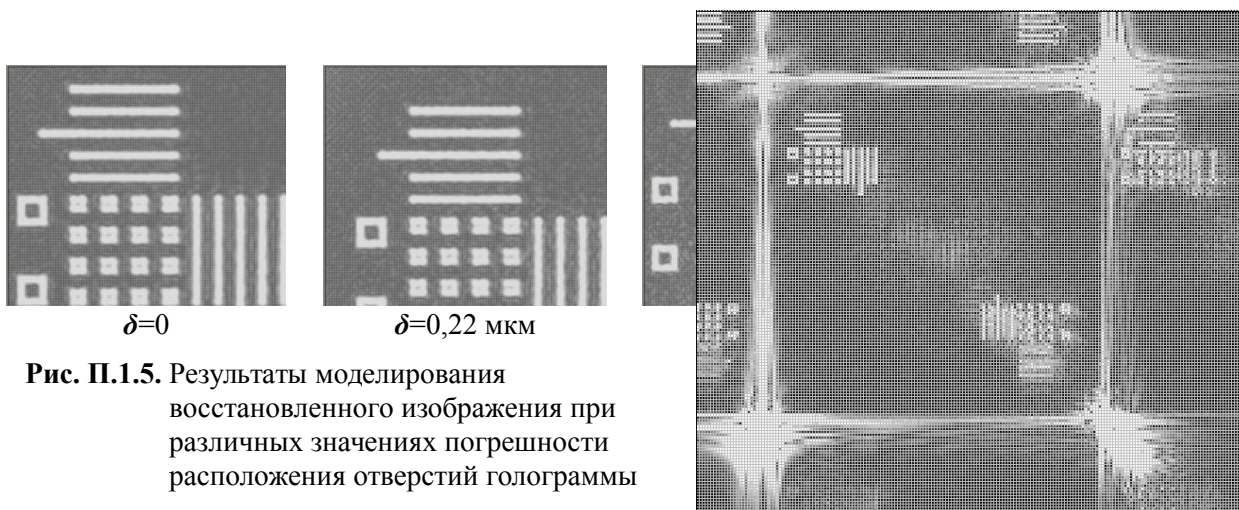 δ=0
δ=0,22 мкм
Рис. П.1.5. Результаты моделирования
восстановленного изображения при
различных значениях погрешности
расположения отверстий голограммы